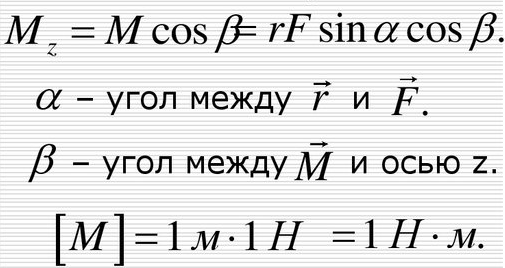 M_z = M cos β = rF sin α cos β.
α – угол между r⃗ и F⃗.
β – угол между M⃗ и осью z.
[M] = 1 м · 1 Н = 1 Н · м.